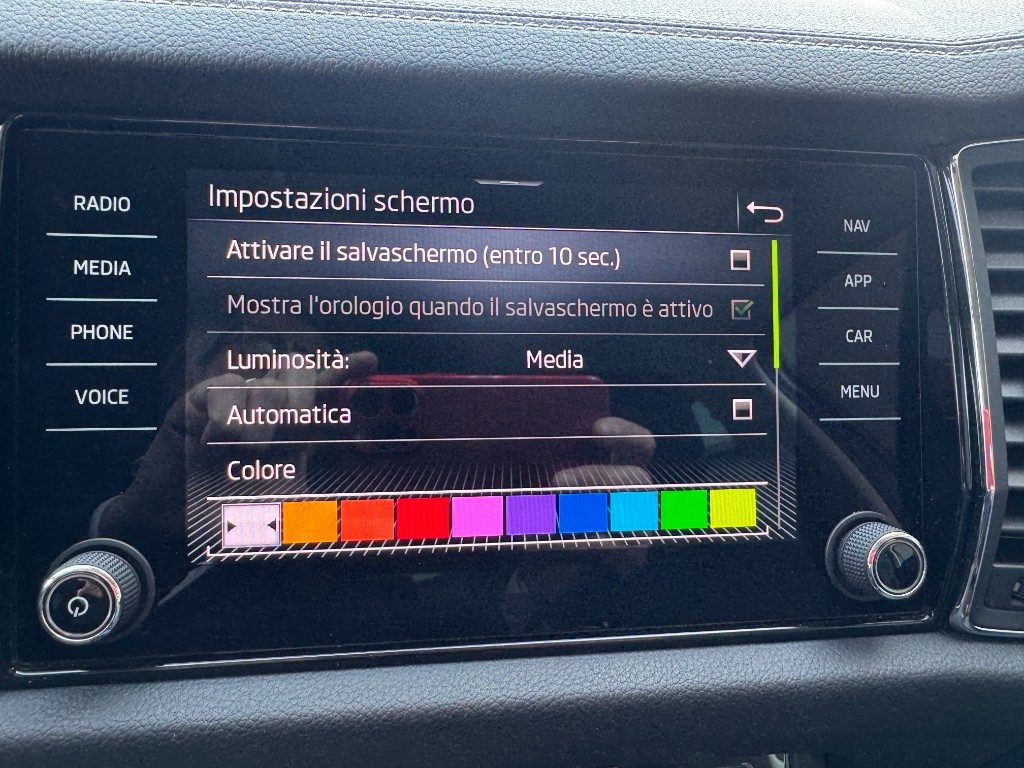 RADIO
MEDIA
PHONE
VOICE
Impostazioni schermo
Attivare il salvaschermo (entro 10 sec.)
Mostra l'orologio quando il salvaschermo è attivo
Luminosità: Media
Automatica
Colore
NAV
APP
CAR
MENU